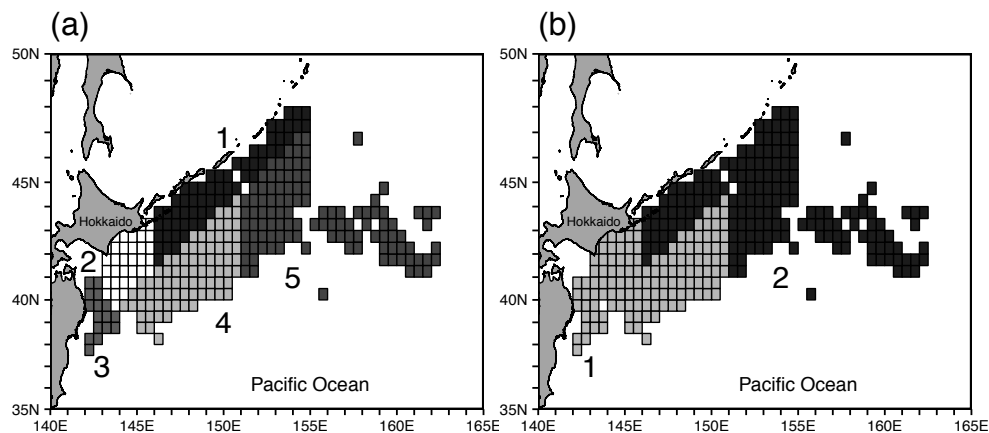 (a)
(b)
50N
45N
40N
35N
140E
145E
150E
155E
160E
165E
Hokkaido
1
2
3
4
5
Pacific Ocean
50N
45N
40N
35N
140E
145E
150E
155E
160E
165E
Hokkaido
2
1
Pacific Ocean